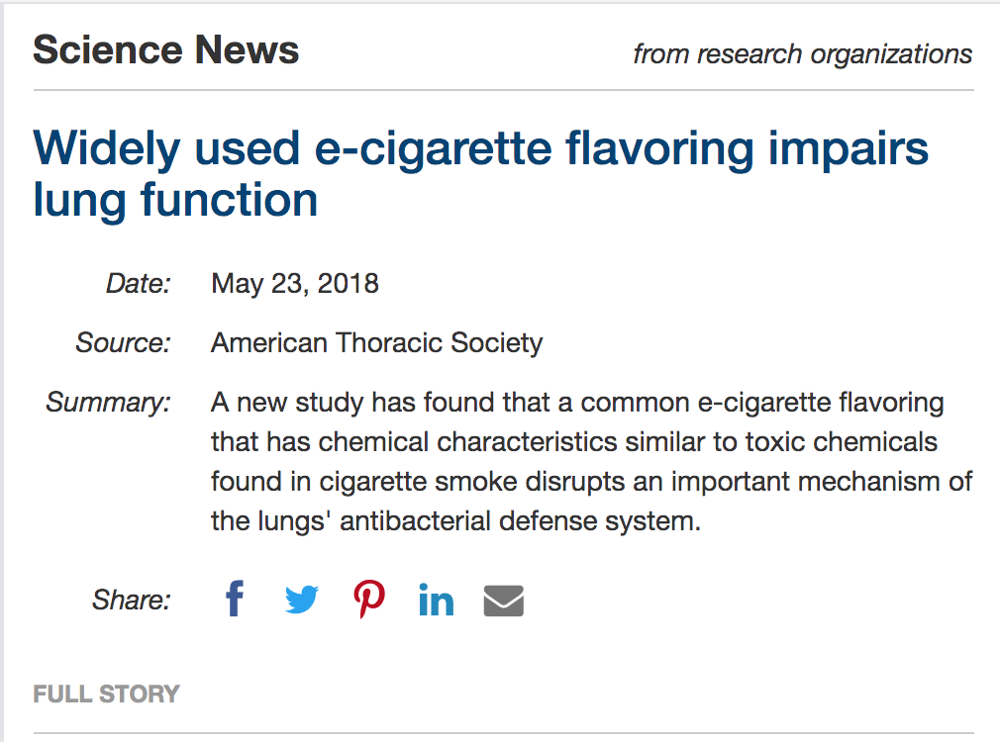 Science News
from research organizations
Widely used e-cigarette flavoring impairs
lung function
Date: May 23, 2018
Source: American Thoracic Society
Summary: A new study has found that a common e-cigarette flavoring
that has chemical characteristics similar to toxic chemicals
found in cigarette smoke disrupts an important mechanism of
the lungs' antibacterial defense system.
Share: f in
FULL STORY